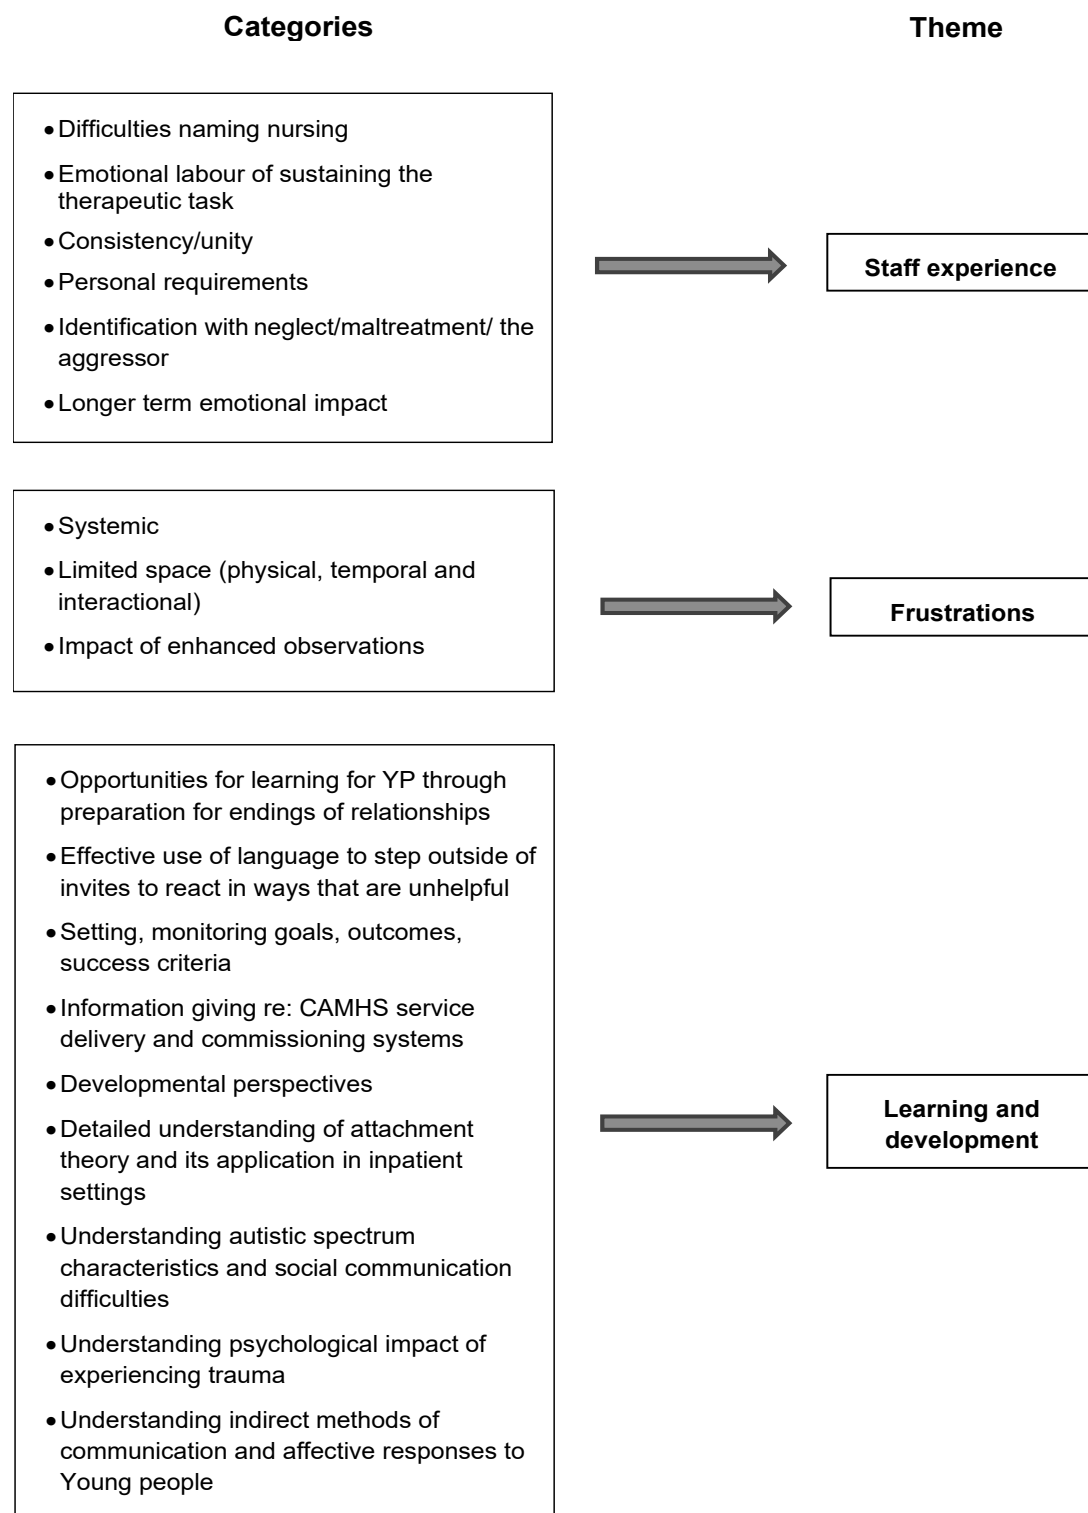 Categories
Theme
• Difficulties naming nursing
• Emotional labour of sustaining the
therapeutic task
• Consistency/unity
• Personal requirements
• Identification with neglect/maltreatment/ the
aggressor
• Longer term emotional impact
Staff experience
• Systemic
• Limited space (physical, temporal and
interactional)
• Impact of enhanced observations
Frustrations
• Opportunities for learning for YP through
preparation for endings of relationships
• Effective use of language to step outside of
invites to react in ways that are unhelpful
• Setting, monitoring goals, outcomes,
success criteria
• Information giving re: CAMHS service
delivery and commissioning systems
• Developmental perspectives
• Detailed understanding of attachment
theory and its application in inpatient
settings
• Understanding autistic spectrum
characteristics and social communication
difficulties
• Understanding psychological impact of
experiencing trauma
• Understanding indirect methods of
communication and affective responses to
Young people
Learning and
development